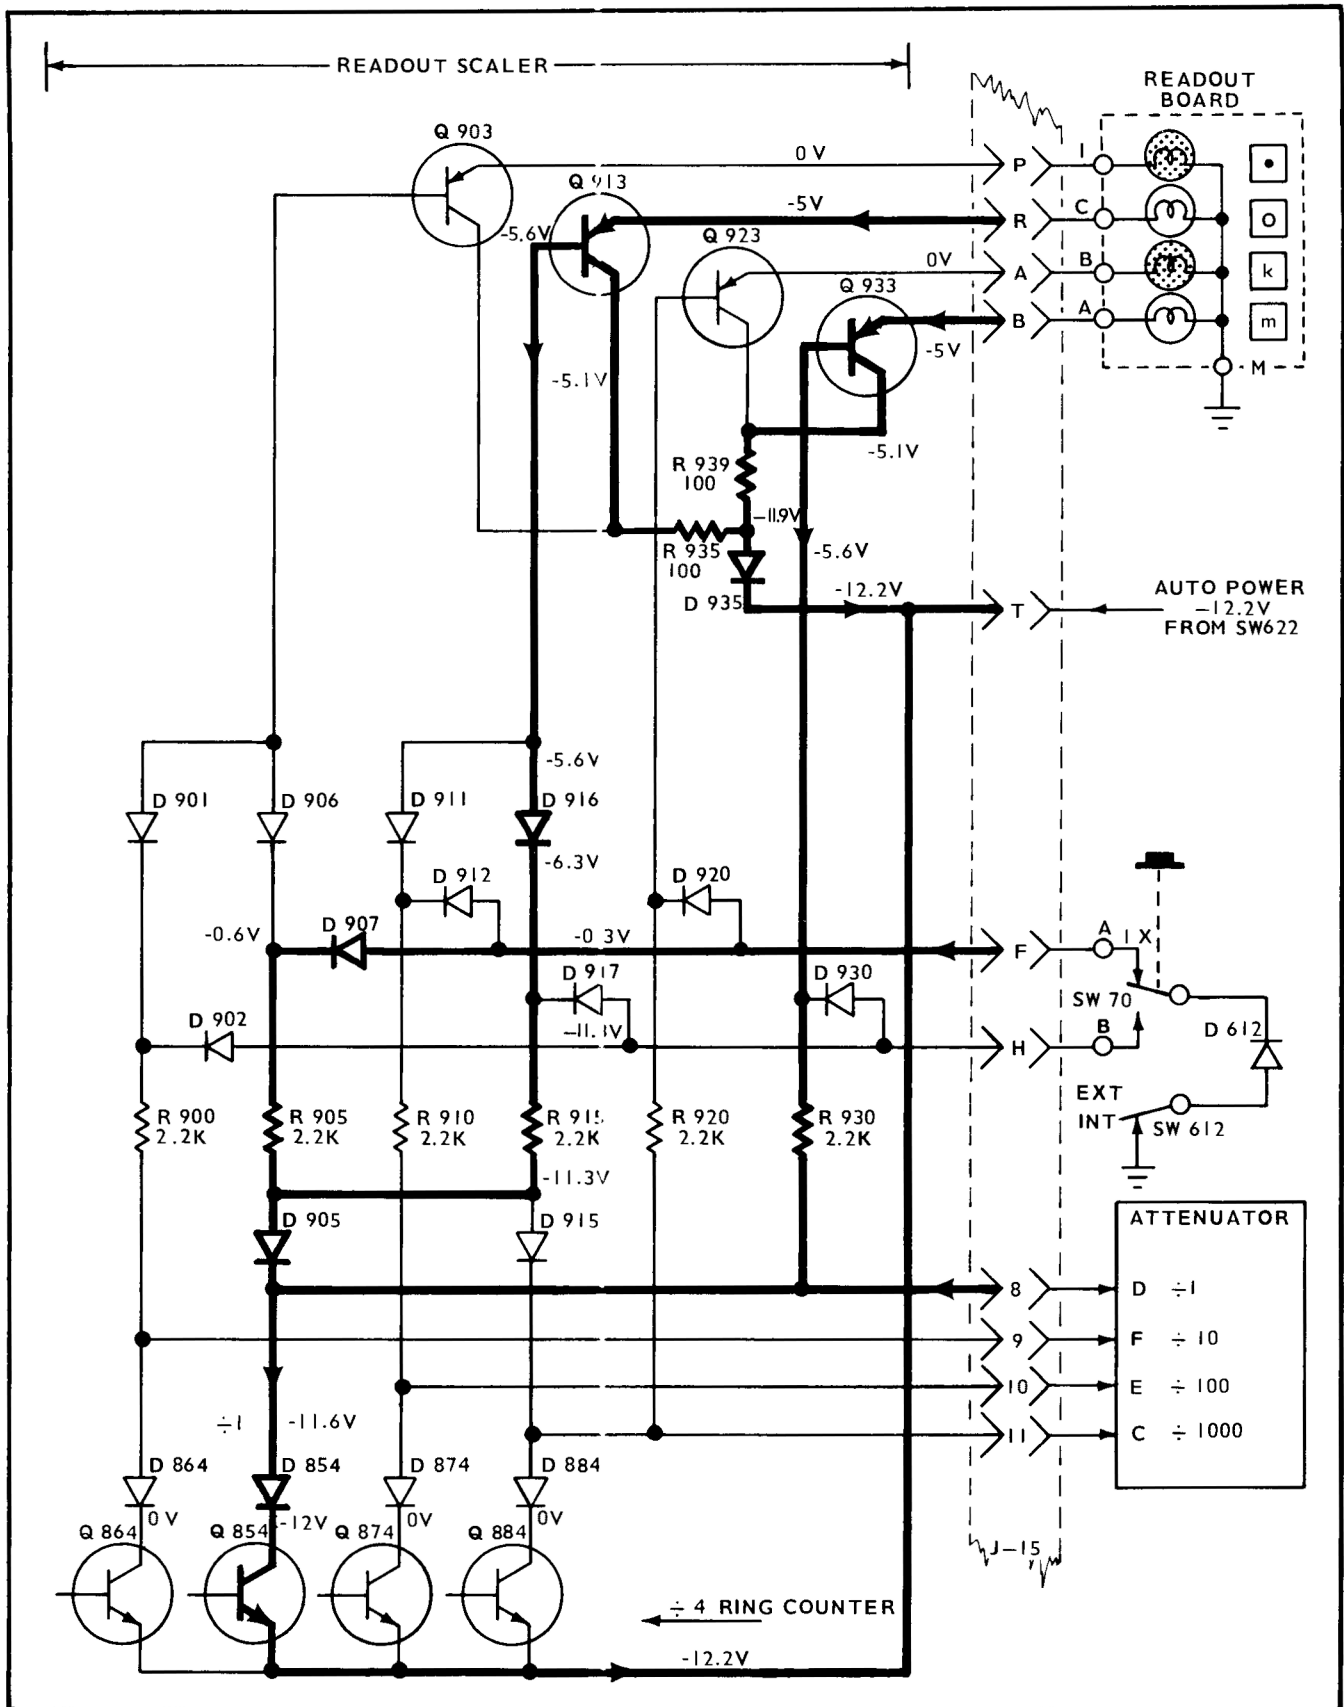 READOUT SCALER
READOUT
BOARD
Q 903
0 V
P
I
•
Q 913
-5V
R
C
O
-5.6V
Q 923
0V
A
B
k
Q 933
B
A
m
-5V
M
-5.1V
-5.1V
R 939
100
-11.9V
R 935
100
-5.6V
D 935
-12.2V
T
AUTO POWER
-12.2V
FROM SW622
-5.6V
D 901
D 906
D 911
D 916
-6.3V
D 912
D 920
D 907
-0.6V
-0.3V
F
A
1 X
D 917
D 930
SW 70
D 902
-11.1V
H
B
D 612
R 900
2.2K
R 905
2.2K
R 910
2.2K
R 915
2.2K
R 920
2.2K
R 930
2.2K
EXT
INT
SW 612
-11.3V
D 905
D 915
ATTENUATOR
8
D ÷1
9
F ÷ 10
10
E ÷ 100
11
C ÷ 1000
÷1
-11.6V
D 864
D 854
D 874
D 884
0V
-12V
0V
0V
Q 864
Q 854
Q 874
Q 884
J-15
÷ 4 RING COUNTER
-12.2V